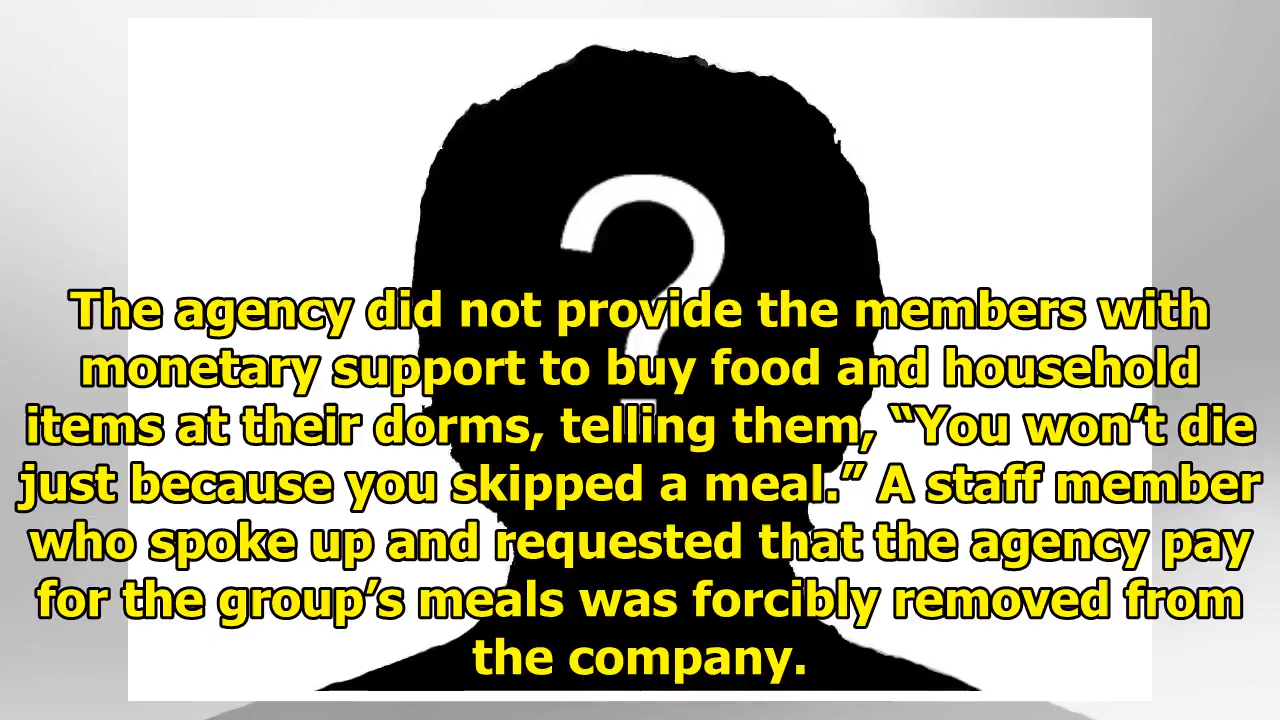 ?
The agency did not provide the members with
monetary support to buy food and household
items at their dorms, telling them, “You won’t die
just because you skipped a meal.” A staff member
who spoke up and requested that the agency pay
for the group’s meals was forcibly removed from
the company.